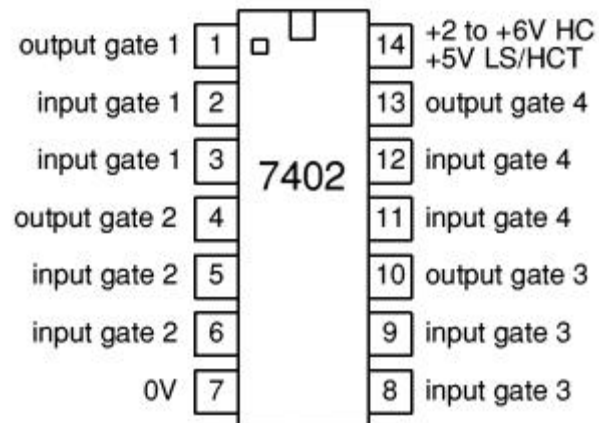 output gate 1 1
input gate 1 2
input gate 1 3
output gate 2 4
input gate 2 5
input gate 2 6
0V 7
7402
14 +2 to +6V HC
+5V LS/HCT
13 output gate 4
12 input gate 4
11 input gate 4
10 output gate 3
9 input gate 3
8 input gate 3